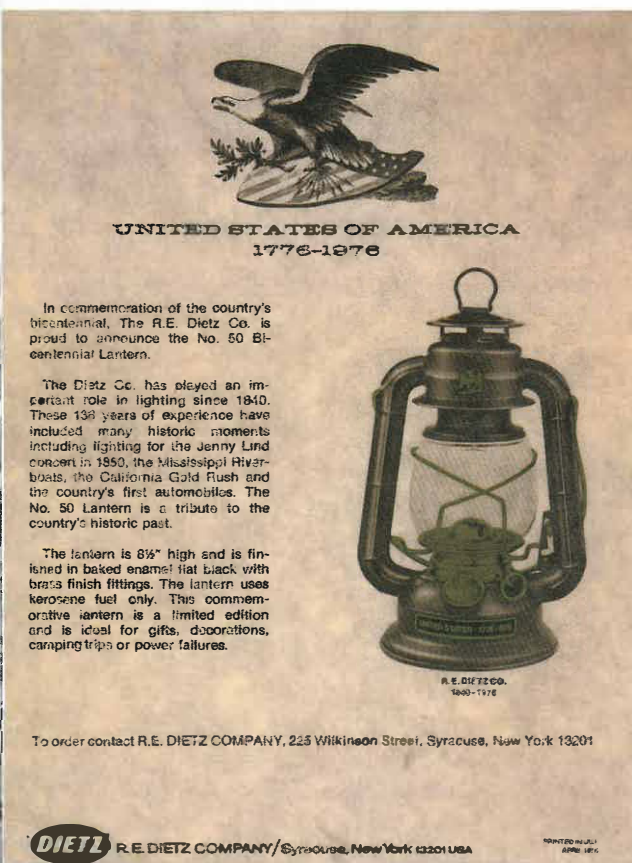 UNITED STATES OF AMERICA
1776-1976
In commemoration of the country's
bicentennial, The R.E. Dietz Co. is
proud to announce the No. 50 Bi-
centennial Lantern.
The Dietz Co. has played an im-
portant role in lighting since 1840.
These 136 years of experience have
included many historic moments
including lighting for the Jenny Lind
concert in 1850, the Mississippi River-
boats, the California Gold Rush and
the country's first automobiles. The
No. 50 Lantern is a tribute to the
country's historic past.
The lantern is 8½" high and is fin-
ished in baked enamel flat black with
brass finish fittings. The lantern uses
kerosene fuel only. This commem-
orative lantern is a limited edition
and is ideal for gifts, decorations,
camping trips or power failures.
R.E. DIETZ CO.
1840-1976
To order contact R.E. DIETZ COMPANY, 225 Wilkinson Street, Syracuse, New York 13201
DIETZ R.E. DIETZ COMPANY/Syracuse, New York 13201 USA
PRINTED IN